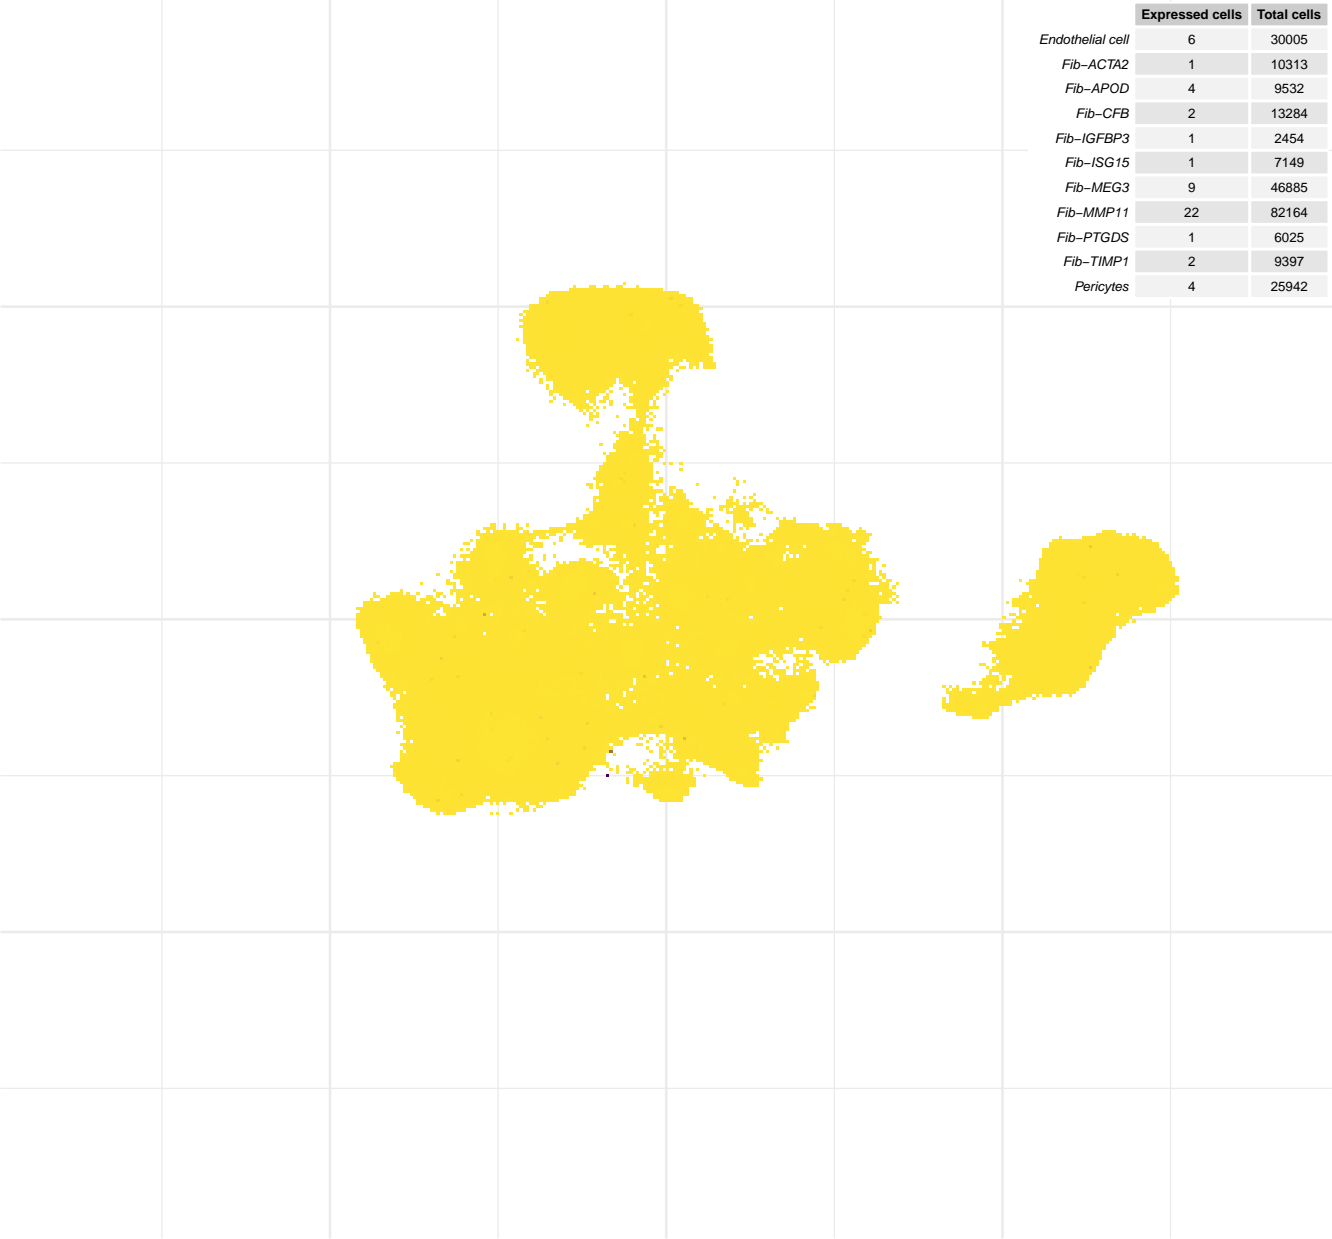 Expressed cells Total cells
Endothelial cell 6 30005
Fib−ACTA2 1 10313
Fib−APOD 4 9532
Fib−CFB 2 13284
Fib−IGFBP3 1 2454
Fib−ISG15 1 7149
Fib−MEG3 9 46885
Fib−MMP11 22 82164
Fib−PTGDS 1 6025
Fib−TIMP1 2 9397
Pericytes 4 25942